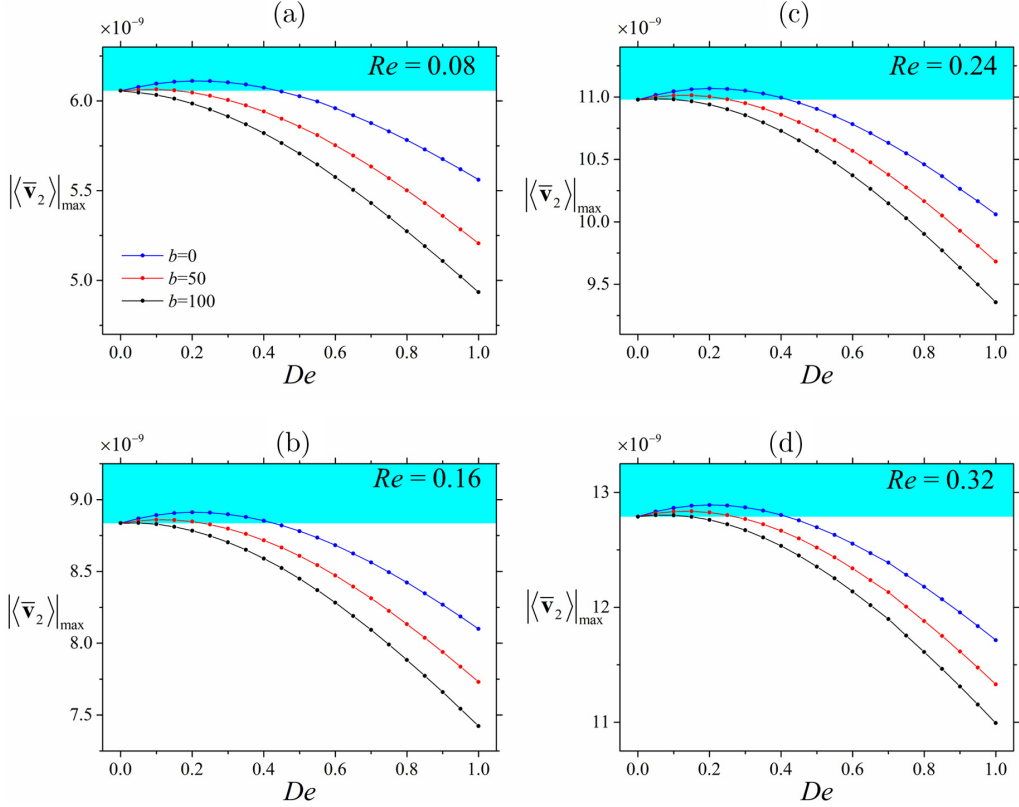 (a)
×10⁻⁹
Re = 0.08
6.0
5.5
5.0
|⟨v̅₂⟩|max
b=0
b=50
b=100
0.0 0.2 0.4 0.6 0.8 1.0
De
(c)
×10⁻⁹
Re = 0.24
11.0
10.5
10.0
9.5
|⟨v̅₂⟩|max
0.0 0.2 0.4 0.6 0.8 1.0
De
(b)
×10⁻⁹
Re = 0.16
9.0
8.5
8.0
7.5
|⟨v̅₂⟩|max
0.0 0.2 0.4 0.6 0.8 1.0
De
(d)
×10⁻⁹
Re = 0.32
13
12
11
|⟨v̅₂⟩|max
0.0 0.2 0.4 0.6 0.8 1.0
De